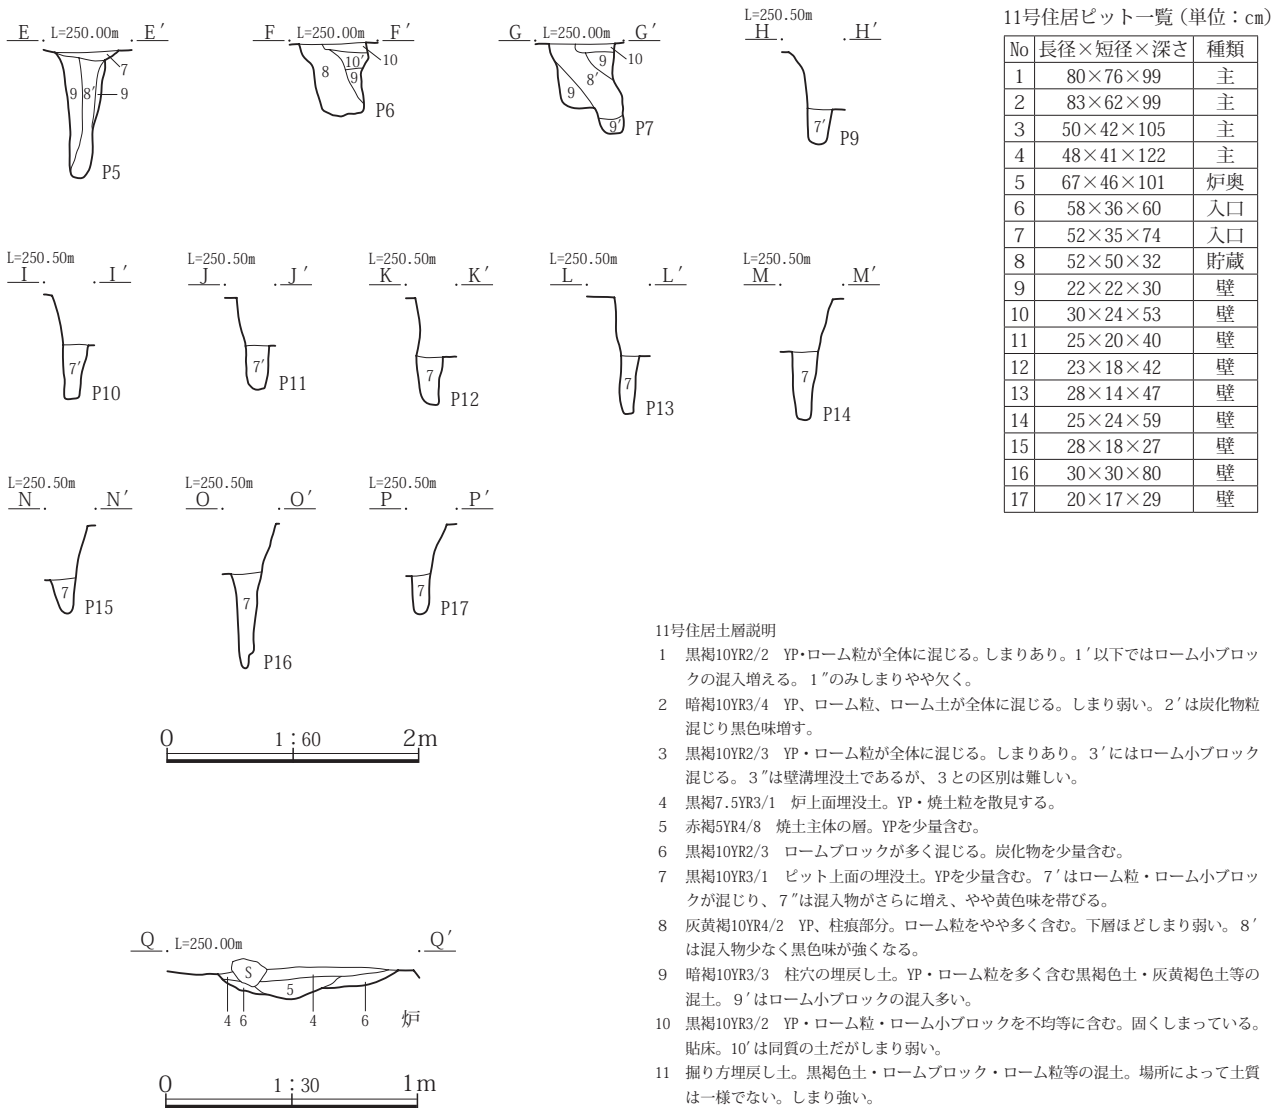 E L=250.00m E′
7
9 8′ 9
P5
F L=250.00m F′
10
8 10′ 9
P6
G L=250.00m G′
9 10
8′
9
9′
P7
L=250.50m
H H′
7′
P9
L=250.50m
I I′
7′
P10
L=250.50m
J J′
7′
P11
L=250.50m
K K′
7
P12
L=250.50m
L L′
7
P13
L=250.50m
M M′
7
P14
L=250.50m
N N′
7
P15
L=250.50m
O O′
7
P16
L=250.50m
P P′
7
P17
0 1：60 2m
Q L=250.00m Q′
S
5
4 6 4 6 炉
0 1：30 1m
11号住居ピット一覧（単位：cm）
No 長径×短径×深さ 種類
1 80×76×99 主
2 83×62×99 主
3 50×42×105 主
4 48×41×122 主
5 67×46×101 炉奥
6 58×36×60 入口
7 52×35×74 入口
8 52×50×32 貯蔵
9 22×22×30 壁
10 30×24×53 壁
11 25×20×40 壁
12 23×18×42 壁
13 28×14×47 壁
14 25×24×59 壁
15 28×18×27 壁
16 30×30×80 壁
17 20×17×29 壁
11号住居土層説明
1 黒褐10YR2/2 YP・ローム粒が全体に混じる。しまりあり。1′以下ではローム小ブロッ
クの混入増える。1″のみしまりやや欠く。
2 暗褐10YR3/4 YP、ローム粒、ローム土が全体に混じる。しまり弱い。2′は炭化物粒
混じり黒色味増す。
3 黒褐10YR2/3 YP・ローム粒が全体に混じる。しまりあり。3′にはローム小ブロック
混じる。3″は壁溝埋没土であるが、3との区別は難しい。
4 黒褐7.5YR3/1 炉上面埋没土。YP・焼土粒を散見する。
5 赤褐5YR4/8 焼土主体の層。YPを少量含む。
6 黒褐10YR2/3 ロームブロックが多く混じる。炭化物を少量含む。
7 黒褐10YR3/1 ピット上面の埋没土。YPを少量含む。7′はローム粒・ローム小ブロッ
クが混じり、7″は混入物がさらに増え、やや黄色味を帯びる。
8 灰黄褐10YR4/2 YP、柱痕部分。ローム粒をやや多く含む。下層ほどしまり弱い。8′
は混入物少なく黒色味が強くなる。
9 暗褐10YR3/3 柱穴の埋戻し土。YP・ローム粒を多く含む黒褐色土・灰黄褐色土等の
混土。9′はローム小ブロックの混入多い。
10 黒褐10YR3/2 YP・ローム粒・ローム小ブロックを不均等に含む。固くしまっている。
貼床。10′は同質の土だがしまり弱い。
11 掘り方埋戻し土。黒褐色土・ロームブロック・ローム粒等の混土。場所によって土質
は一様でない。しまり強い。